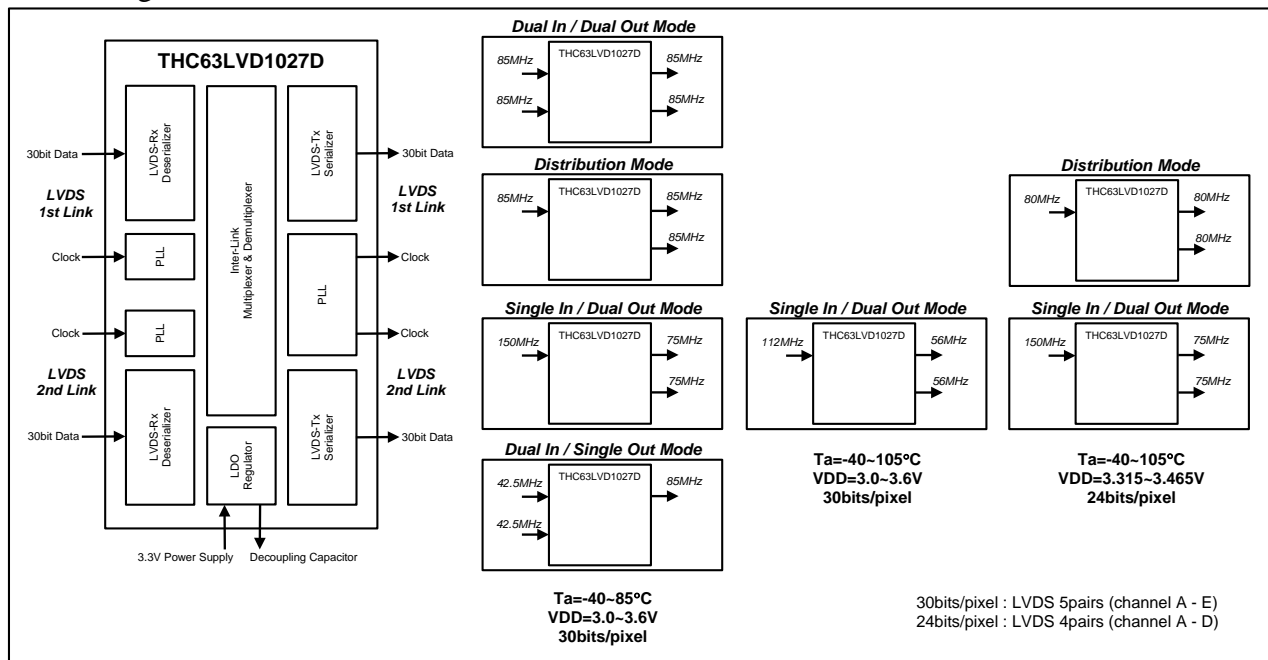 THC63LVD1027D
LVDS-Rx
Deserializer
LVDS-Tx
Serializer
30bit Data
30bit Data
LVDS
1st Link
LVDS
1st Link
Inter-Link
Multiplexer & Demultiplexer
Clock
PLL
PLL
Clock
Clock
PLL
Clock
LVDS
2nd Link
LVDS
2nd Link
30bit Data
LVDS-Rx
Deserializer
LDO
Regulator
LVDS-Tx
Serializer
30bit Data
3.3V Power Supply
Decoupling Capacitor
Dual In / Dual Out Mode
THC63LVD1027D
85MHz
85MHz
85MHz
85MHz
Distribution Mode
THC63LVD1027D
85MHz
85MHz
85MHz
Single In / Dual Out Mode
THC63LVD1027D
150MHz
75MHz
75MHz
Dual In / Single Out Mode
THC63LVD1027D
42.5MHz
85MHz
42.5MHz
Ta=-40~85°C
VDD=3.0~3.6V
30bits/pixel
Single In / Dual Out Mode
THC63LVD1027D
112MHz
56MHz
56MHz
Ta=-40~105°C
VDD=3.0~3.6V
30bits/pixel
Distribution Mode
THC63LVD1027D
80MHz
80MHz
80MHz
Single In / Dual Out Mode
THC63LVD1027D
150MHz
75MHz
75MHz
Ta=-40~105°C
VDD=3.315~3.465V
24bits/pixel
30bits/pixel : LVDS 5pairs (channel A - E)
24bits/pixel : LVDS 4pairs (channel A - D)